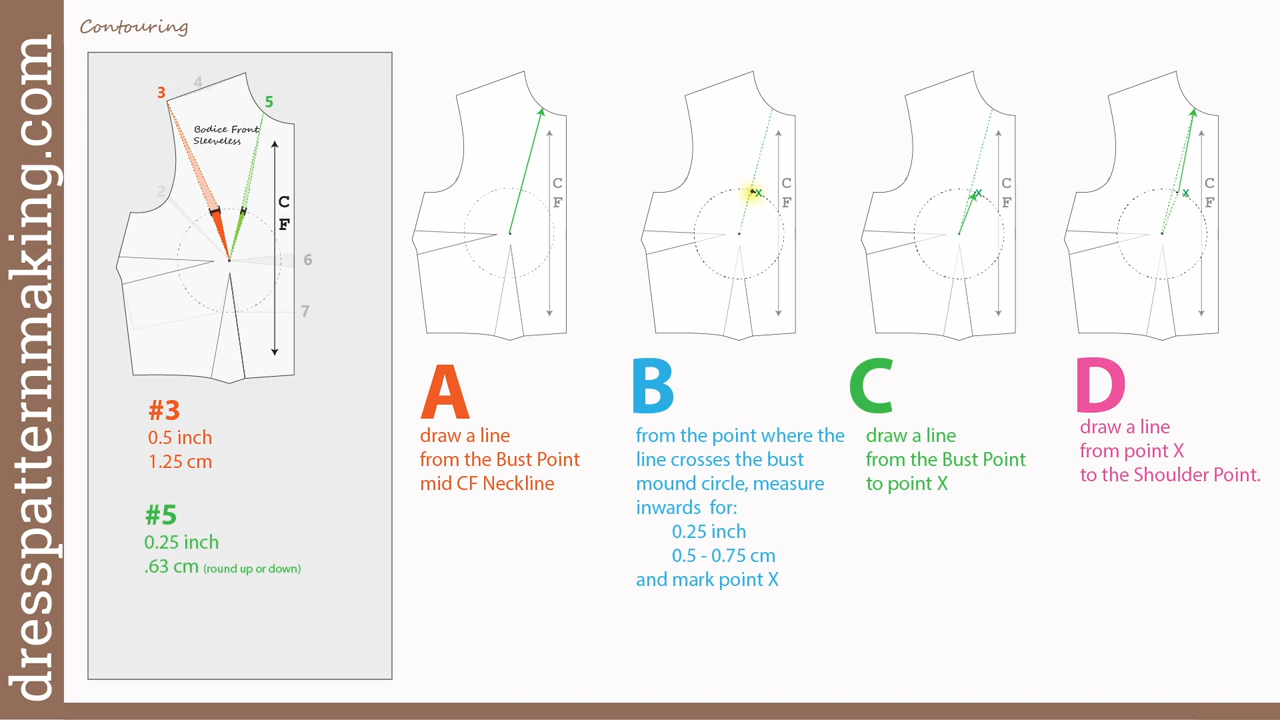 dresspatternmaking.com
Contouring
4
3
5
Bodice Front
Sleeveless
2
C
F
6
7
#3
0.5 inch
1.25 cm
#5
0.25 inch
.63 cm (round up or down)
C
F
A
draw a line
from the Bust Point
mid CF Neckline
X
C
F
B
from the point where the
line crosses the bust
mound circle, measure
inwards for:
0.25 inch
0.5 - 0.75 cm
and mark point X
X
C
F
C
draw a line
from the Bust Point
to point X
X
C
F
D
draw a line
from point X
to the Shoulder Point.